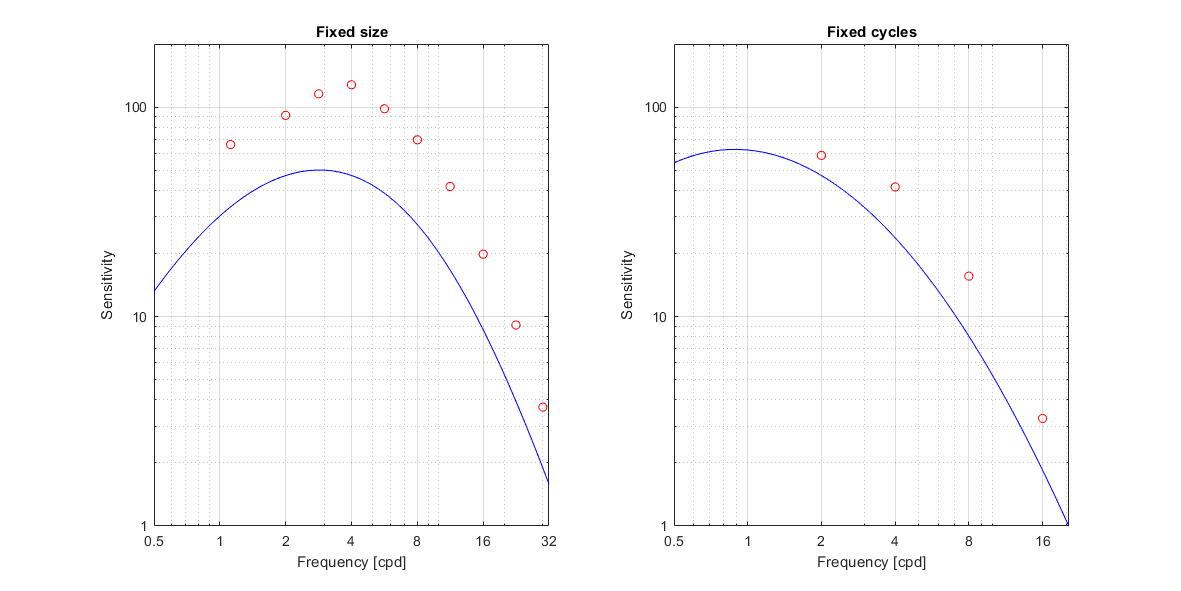 Fixed size
100
10
1
Sensitivity
0.5 1 2 4 8 16 32
Frequency [cpd]
Fixed cycles
100
10
1
Sensitivity
0.5 1 2 4 8 16
Frequency [cpd]